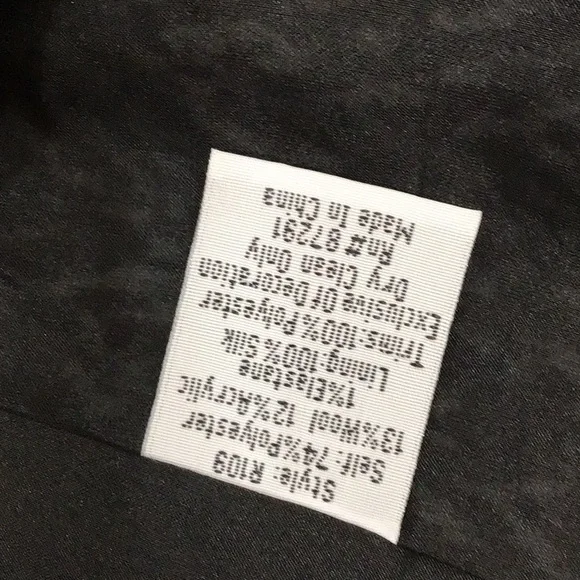 Style: R109
Self: 74%Polyester
13%Wool 12%Acrylic
1%Elastane
Lining:100%Silk
Trims:100%Polyester
Exclusive Of Decoration
Dry Clean Only
Rn# 87291
Made In China